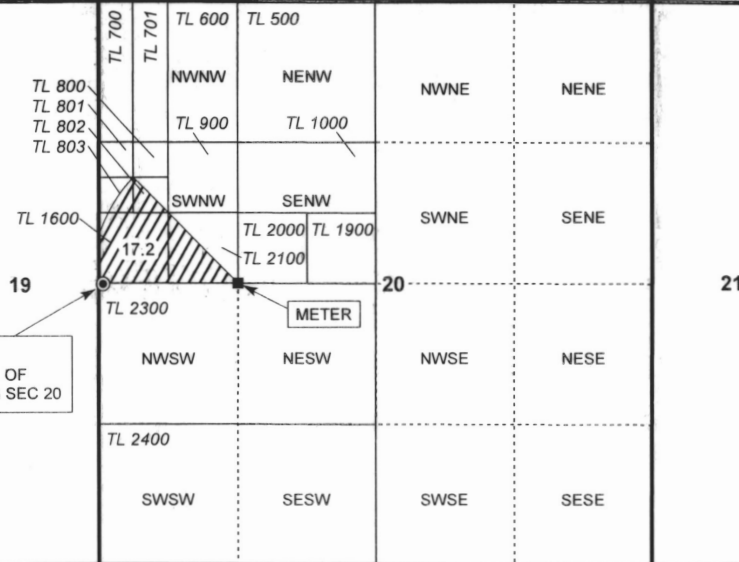 TL 700
TL 701
TL 600
TL 500
NWNW
NENW
NWNE
NENE
TL 800
TL 801
TL 802
TL 803
TL 900
TL 1000
SWNW
SENW
SWNE
SENE
TL 1600
17.2
TL 2000
TL 1900
TL 2100
19
20
21
TL 2300
METER
OF
SEC 20
NWSW
NESW
NWSE
NESE
TL 2400
SWSW
SESW
SWSE
SESE